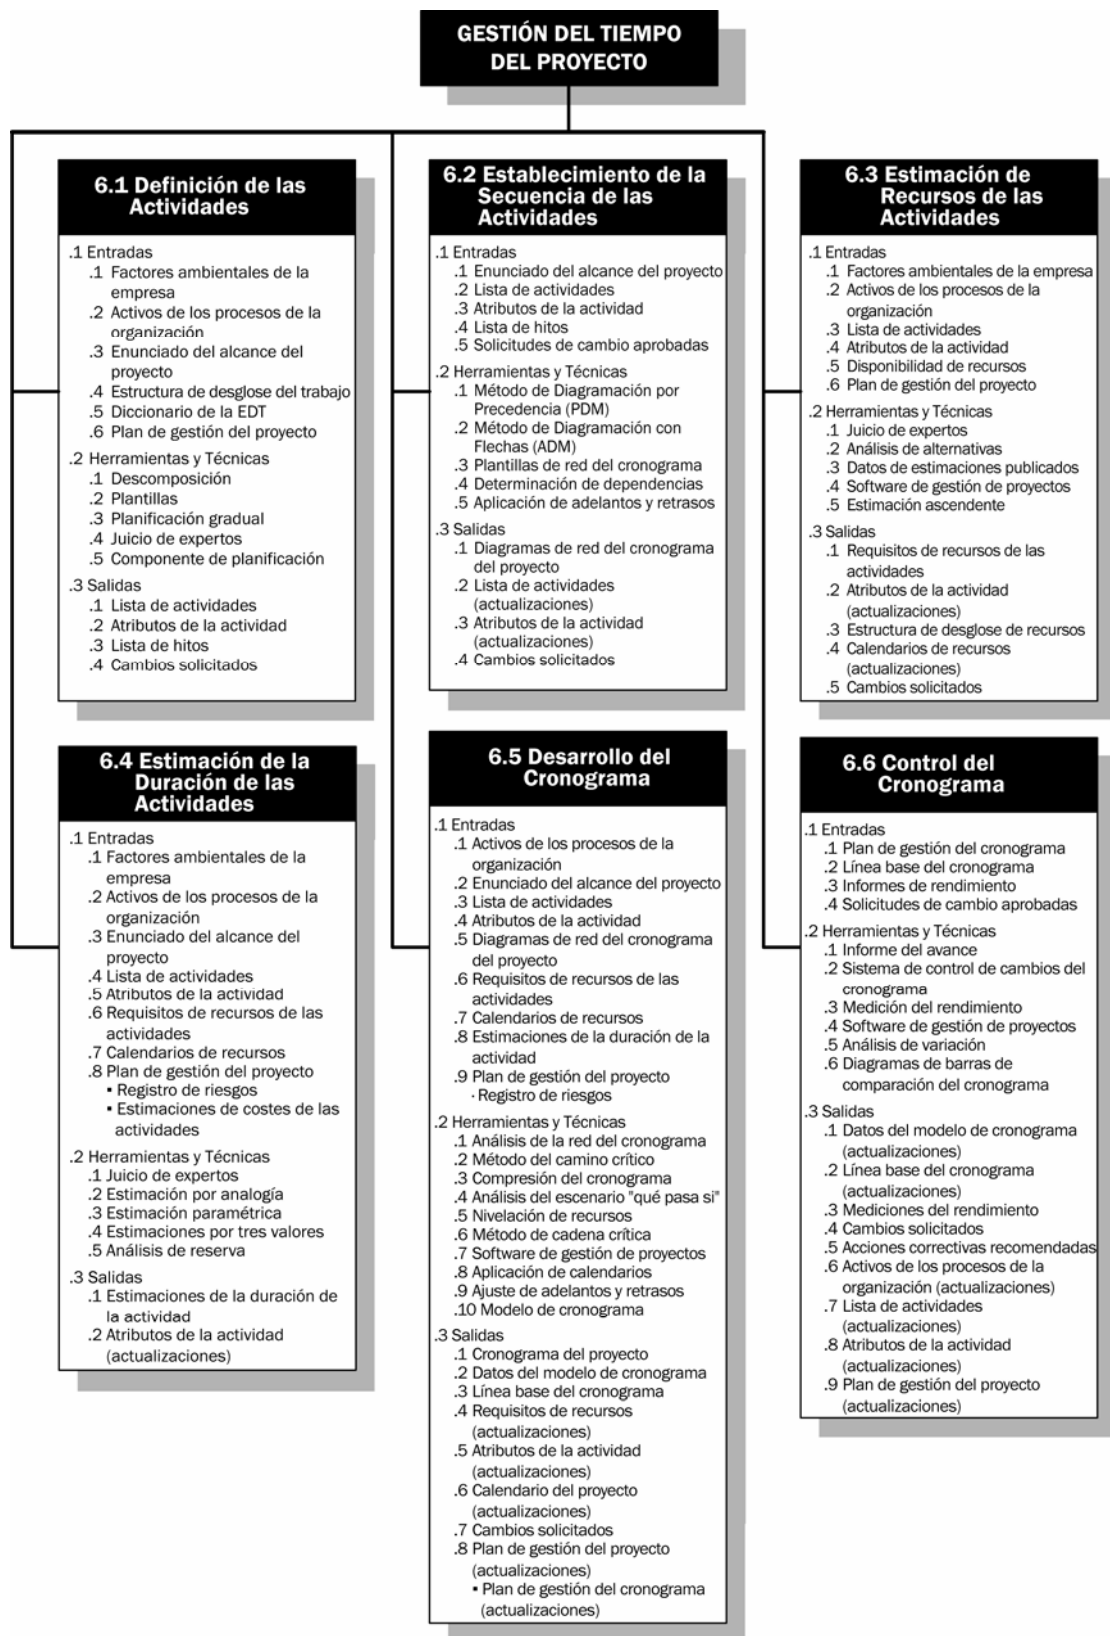 GESTIÓN DEL TIEMPO
DEL PROYECTO
6.1 Definición de las
Actividades
.1 Entradas
.1 Factores ambientales de la
empresa
.2 Activos de los procesos de la
organización
.3 Enunciado del alcance del
proyecto
.4 Estructura de desglose del trabajo
.5 Diccionario de la EDT
.6 Plan de gestión del proyecto
.2 Herramientas y Técnicas
.1 Descomposición
.2 Plantillas
.3 Planificación gradual
.4 Juicio de expertos
.5 Componente de planificación
.3 Salidas
.1 Lista de actividades
.2 Atributos de la actividad
.3 Lista de hitos
.4 Cambios solicitados
6.2 Establecimiento de la
Secuencia de las
Actividades
.1 Entradas
.1 Enunciado del alcance del proyecto
.2 Lista de actividades
.3 Atributos de la actividad
.4 Lista de hitos
.5 Solicitudes de cambio aprobadas
.2 Herramientas y Técnicas
.1 Método de Diagramación por
Precedencia (PDM)
.2 Método de Diagramación con
Flechas (ADM)
.3 Plantillas de red del cronograma
.4 Determinación de dependencias
.5 Aplicación de adelantos y retrasos
.3 Salidas
.1 Diagramas de red del cronograma
del proyecto
.2 Lista de actividades
(actualizaciones)
.3 Atributos de la actividad
(actualizaciones)
.4 Cambios solicitados
6.3 Estimación de
Recursos de las
Actividades
.1 Entradas
.1 Factores ambientales de la empresa
.2 Activos de los procesos de la
organización
.3 Lista de actividades
.4 Atributos de la actividad
.5 Disponibilidad de recursos
.6 Plan de gestión del proyecto
.2 Herramientas y Técnicas
.1 Juicio de expertos
.2 Análisis de alternativas
.3 Datos de estimaciones publicados
.4 Software de gestión de proyectos
.5 Estimación ascendente
.3 Salidas
.1 Requisitos de recursos de las
actividades
.2 Atributos de la actividad
(actualizaciones)
.3 Estructura de desglose de recursos
.4 Calendarios de recursos
(actualizaciones)
.5 Cambios solicitados
6.4 Estimación de la
Duración de las
Actividades
.1 Entradas
.1 Factores ambientales de la
empresa
.2 Activos de los procesos de la
organización
.3 Enunciado del alcance del
proyecto
.4 Lista de actividades
.5 Atributos de la actividad
.6 Requisitos de recursos de las
actividades
.7 Calendarios de recursos
.8 Plan de gestión del proyecto
▪ Registro de riesgos
▪ Estimaciones de costes de las
actividades
.2 Herramientas y Técnicas
.1 Juicio de expertos
.2 Estimación por analogía
.3 Estimación paramétrica
.4 Estimaciones por tres valores
.5 Análisis de reserva
.3 Salidas
.1 Estimaciones de la duración de
la actividad
.2 Atributos de la actividad
(actualizaciones)
6.5 Desarrollo del
Cronograma
.1 Entradas
.1 Activos de los procesos de la
organización
.2 Enunciado del alcance del proyecto
.3 Lista de actividades
.4 Atributos de la actividad
.5 Diagramas de red del cronograma
del proyecto
.6 Requisitos de recursos de las
actividades
.7 Calendarios de recursos
.8 Estimaciones de la duración de la
actividad
.9 Plan de gestión del proyecto
· Registro de riesgos
.2 Herramientas y Técnicas
.1 Análisis de la red del cronograma
.2 Método del camino crítico
.3 Compresión del cronograma
.4 Análisis del escenario "qué pasa si"
.5 Nivelación de recursos
.6 Método de cadena crítica
.7 Software de gestión de proyectos
.8 Aplicación de calendarios
.9 Ajuste de adelantos y retrasos
.10 Modelo de cronograma
.3 Salidas
.1 Cronograma del proyecto
.2 Datos del modelo de cronograma
.3 Línea base del cronograma
.4 Requisitos de recursos
(actualizaciones)
.5 Atributos de la actividad
(actualizaciones)
.6 Calendario del proyecto
(actualizaciones)
.7 Cambios solicitados
.8 Plan de gestión del proyecto
(actualizaciones)
▪ Plan de gestión del cronograma
(actualizaciones)
6.6 Control del
Cronograma
.1 Entradas
.1 Plan de gestión del cronograma
.2 Línea base del cronograma
.3 Informes de rendimiento
.4 Solicitudes de cambio aprobadas
.2 Herramientas y Técnicas
.1 Informe del avance
.2 Sistema de control de cambios del
cronograma
.3 Medición del rendimiento
.4 Software de gestión de proyectos
.5 Análisis de variación
.6 Diagramas de barras de
comparación del cronograma
.3 Salidas
.1 Datos del modelo de cronograma
(actualizaciones)
.2 Línea base del cronograma
(actualizaciones)
.3 Mediciones del rendimiento
.4 Cambios solicitados
.5 Acciones correctivas recomendadas
.6 Activos de los procesos de la
organización (actualizaciones)
.7 Lista de actividades
(actualizaciones)
.8 Atributos de la actividad
(actualizaciones)
.9 Plan de gestión del proyecto
(actualizaciones)